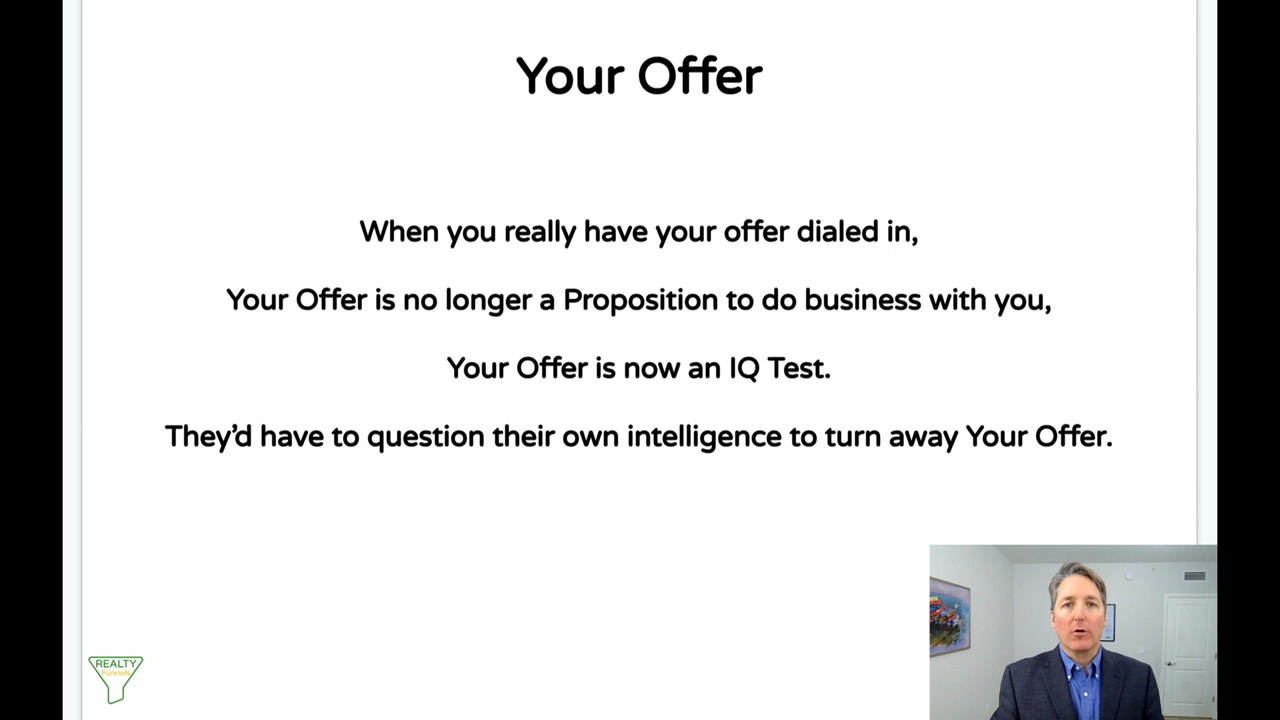 Your Offer
When you really have your offer dialed in,
Your Offer is no longer a Proposition to do business with you,
Your Offer is now an IQ Test.
They’d have to question their own intelligence to turn away Your Offer.
REALTY
Funnels